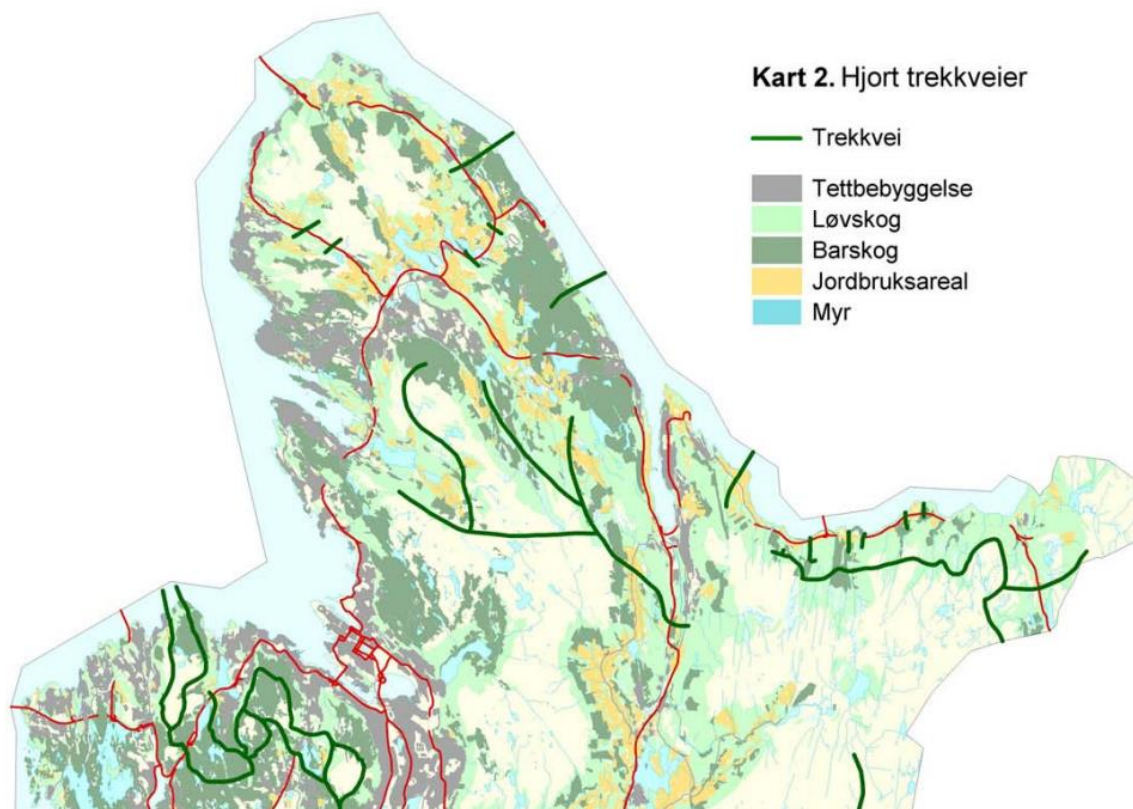 Kart 2. Hjort trekkveier
Trekkvei
Tettbebyggelse
Løvskog
Barskog
Jordbruksareal
Myr